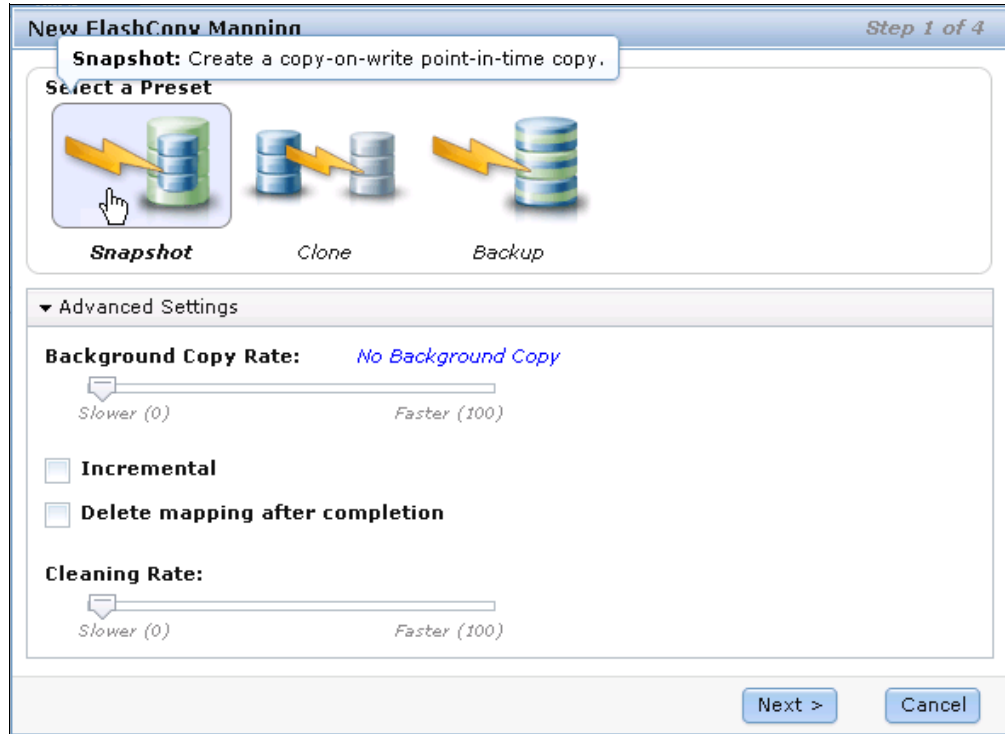 New FlashCopy Mapping
Step 1 of 4
Snapshot: Create a copy-on-write point-in-time copy.
Select a Preset
Snapshot
Clone
Backup
Advanced Settings
Background Copy Rate:
No Background Copy
Slower (0)
Faster (100)
Incremental
Delete mapping after completion
Cleaning Rate:
Slower (0)
Faster (100)
Next >
Cancel